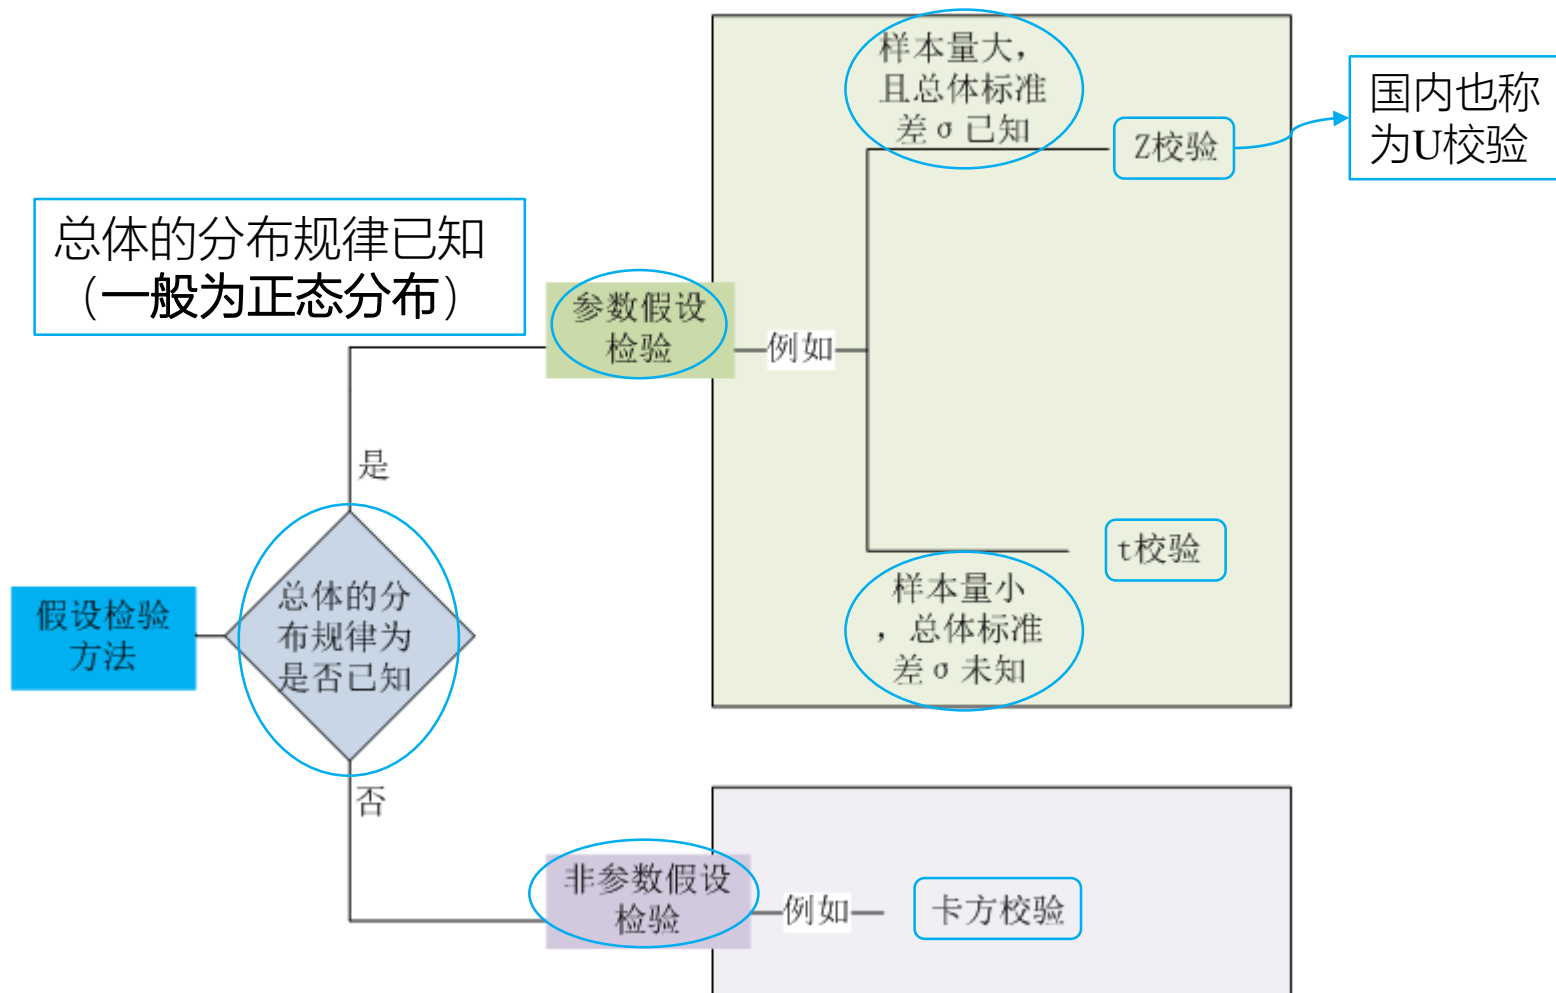 样本量大，
且总体标准
差σ已知
Z校验
国内也称
为U校验
总体的分布规律已知
（一般为正态分布）
参数假设
检验
例如
是
t校验
样本量小
，总体标准
差σ未知
假设检验
方法
总体的分
布规律为
是否已知
否
非参数假设
检验
例如
卡方校验